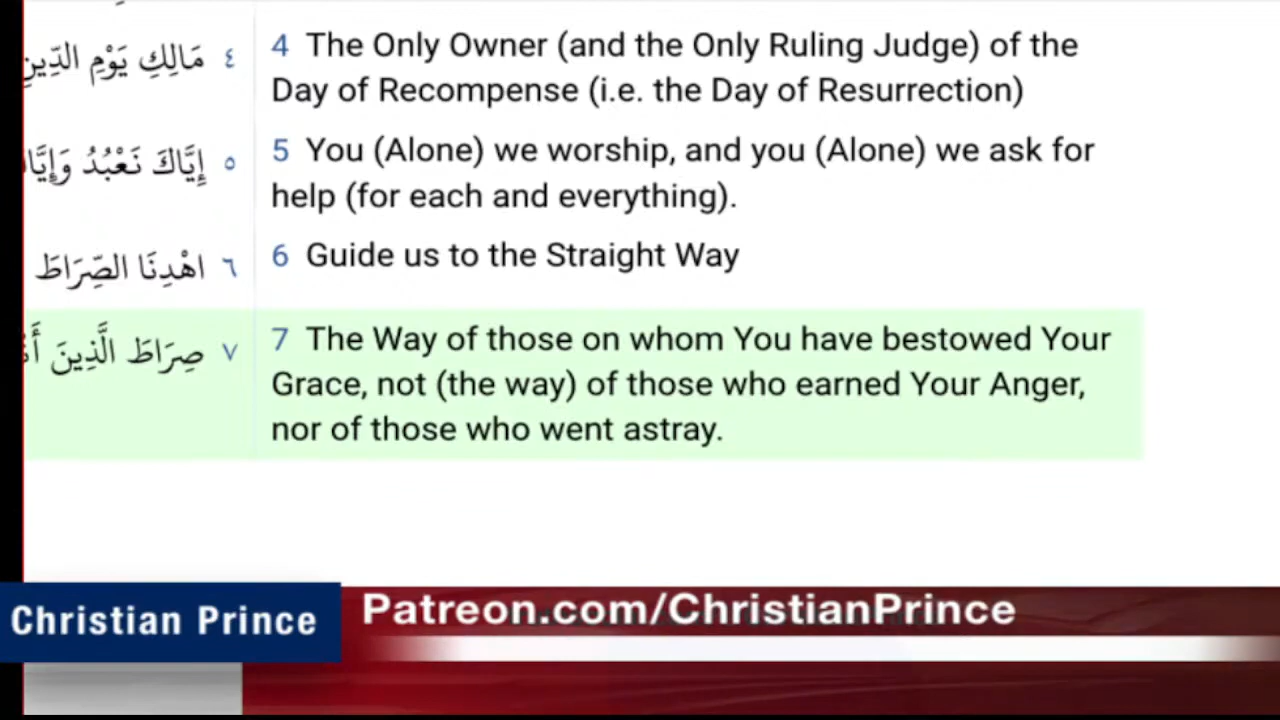 4 The Only Owner (and the Only Ruling Judge) of the
Day of Recompense (i.e. the Day of Resurrection)
٤ مَالِكِ يَوْمِ الدِّينِ
5 You (Alone) we worship, and you (Alone) we ask for
help (for each and everything).
٥ إِيَّاكَ نَعْبُدُ
6 Guide us to the Straight Way
٦ اهْدِنَا الصِّرَاطَ
7 The Way of those on whom You have bestowed Your
Grace, not (the way) of those who earned Your Anger,
nor of those who went astray.
٧ صِرَاطَ الَّذِينَ
Christian Prince
Patreon.com/ChristianPrince